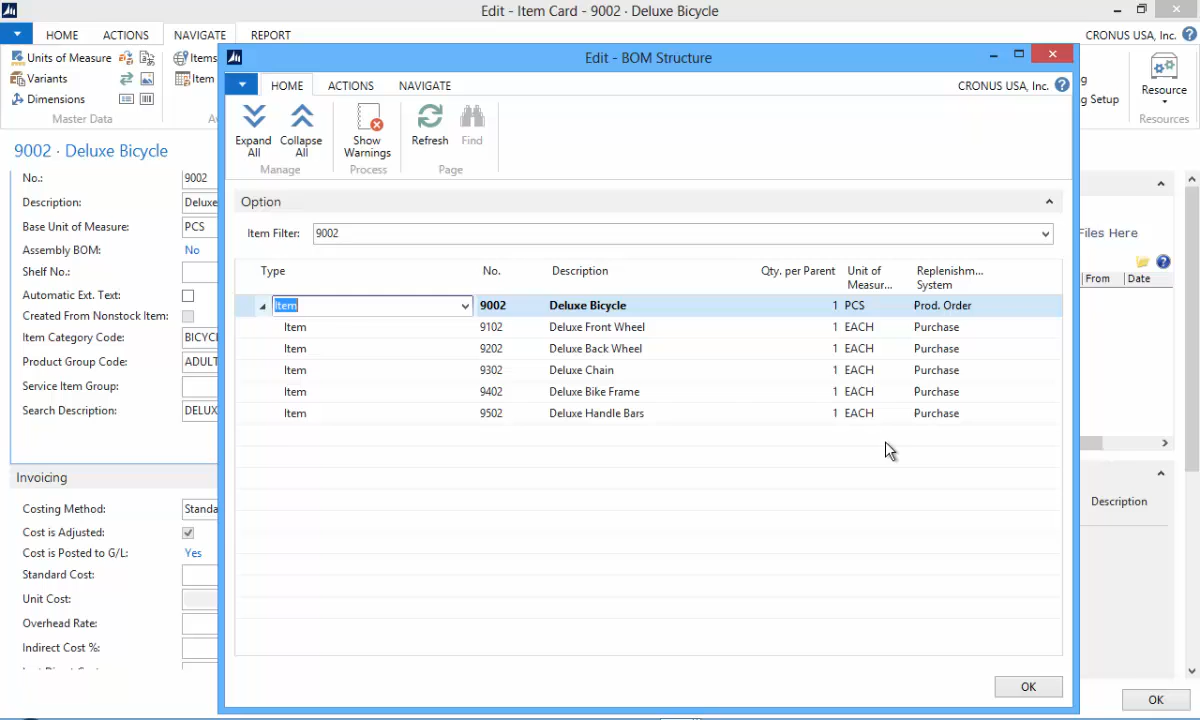 Edit - Item Card - 9002 · Deluxe Bicycle
HOME ACTIONS NAVIGATE REPORT CRONUS USA, Inc.
Units of Measure Items
Variants Item
Dimensions
Master Data
g
g Setup
Resource
Resources
9002 · Deluxe Bicycle
No.: 9002
Description: Deluxe
Base Unit of Measure: PCS
Assembly BOM: No
Shelf No.:
Automatic Ext. Text:
Created From Nonstock Item:
Item Category Code: BICYC
Product Group Code: ADULT
Service Item Group:
Search Description: DELUX
Invoicing
Costing Method: Standa
Cost is Adjusted:
Cost is Posted to G/L: Yes
Standard Cost:
Unit Cost:
Overhead Rate:
Indirect Cost %:
Edit - BOM Structure
HOME ACTIONS NAVIGATE CRONUS USA, Inc.
Expand All Collapse All Show Warnings Refresh Find
Manage Process Page
Option
Item Filter: 9002
Type No. Description Qty. per Parent Unit of Measur... Replenishm... System
Item 9002 Deluxe Bicycle 1 PCS Prod. Order
Item 9102 Deluxe Front Wheel 1 EACH Purchase
Item 9202 Deluxe Back Wheel 1 EACH Purchase
Item 9302 Deluxe Chain 1 EACH Purchase
Item 9402 Deluxe Bike Frame 1 EACH Purchase
Item 9502 Deluxe Handle Bars 1 EACH Purchase
OK
Files Here
From Date
Description
OK